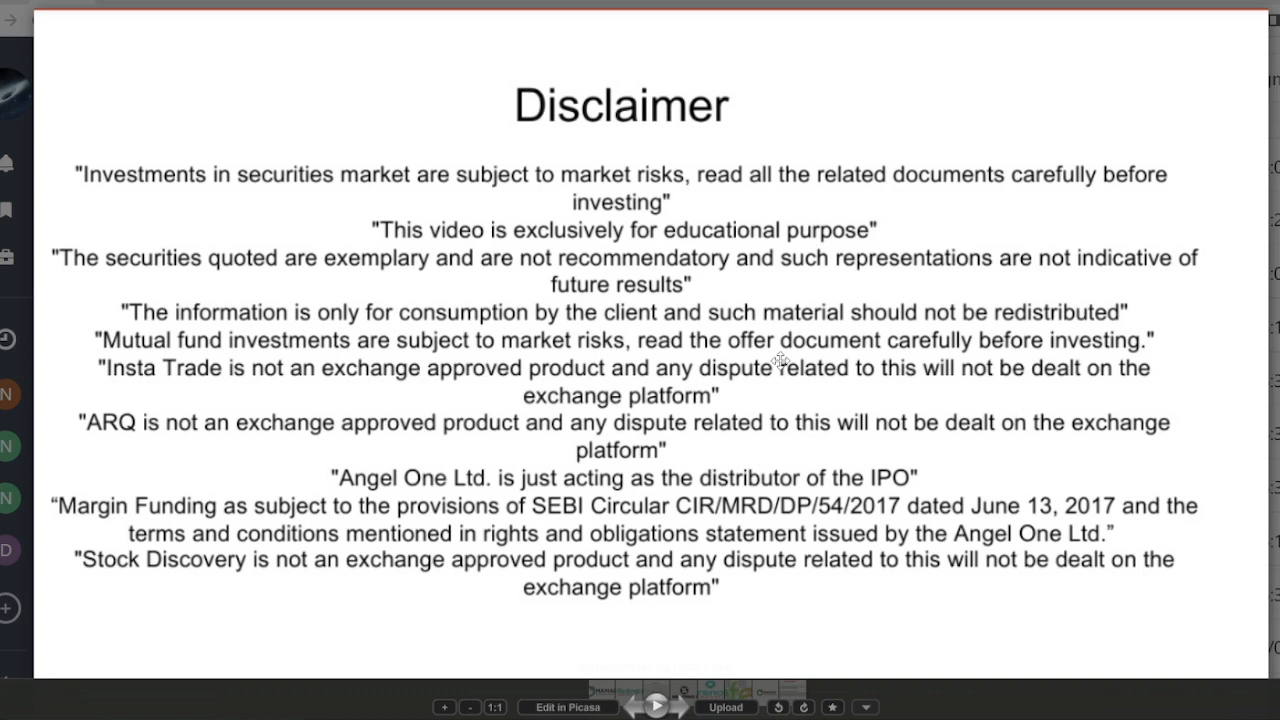 Disclaimer
"Investments in securities market are subject to market risks, read all the related documents carefully before
investing"
"This video is exclusively for educational purpose"
"The securities quoted are exemplary and are not recommendatory and such representations are not indicative of
future results"
"The information is only for consumption by the client and such material should not be redistributed"
"Mutual fund investments are subject to market risks, read the offer document carefully before investing."
"Insta Trade is not an exchange approved product and any dispute related to this will not be dealt on the
exchange platform"
"ARQ is not an exchange approved product and any dispute related to this will not be dealt on the exchange
platform"
"Angel One Ltd. is just acting as the distributor of the IPO"
“Margin Funding as subject to the provisions of SEBI Circular CIR/MRD/DP/54/2017 dated June 13, 2017 and the
terms and conditions mentioned in rights and obligations statement issued by the Angel One Ltd.”
"Stock Discovery is not an exchange approved product and any dispute related to this will not be dealt on the
exchange platform"
N
N
N
D
+ - 1:1 Edit in Picasa Upload